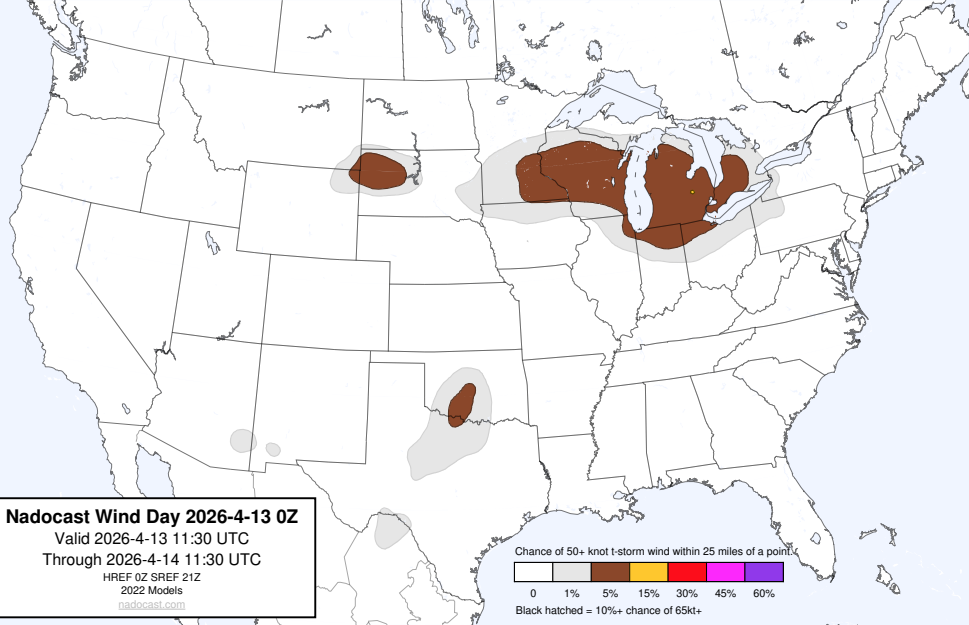 Nadocast Wind Day 2026-4-13 0Z
Valid 2026-4-13 11:30 UTC
Through 2026-4-14 11:30 UTC
HREF 0Z SREF 21Z
2022 Models
nadocast.com
Chance of 50+ knot t-storm wind within 25 miles of a point.
0 1% 5% 15% 30% 45% 60%
Black hatched = 10%+ chance of 65kt+